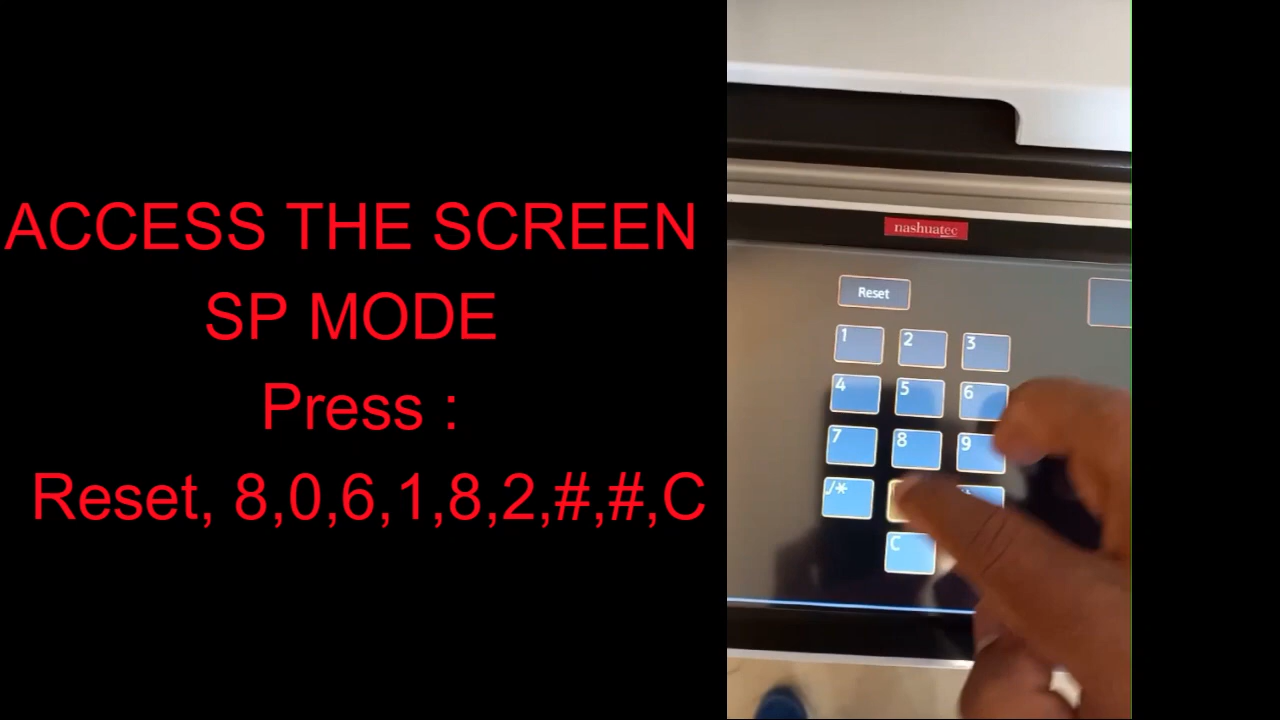 ACCESS THE SCREEN
SP MODE
Press :
Reset, 8,0,6,1,8,2,#,#,C
nashuatec
Reset
1 2 3
4 5 6
7 8 9
./*
C